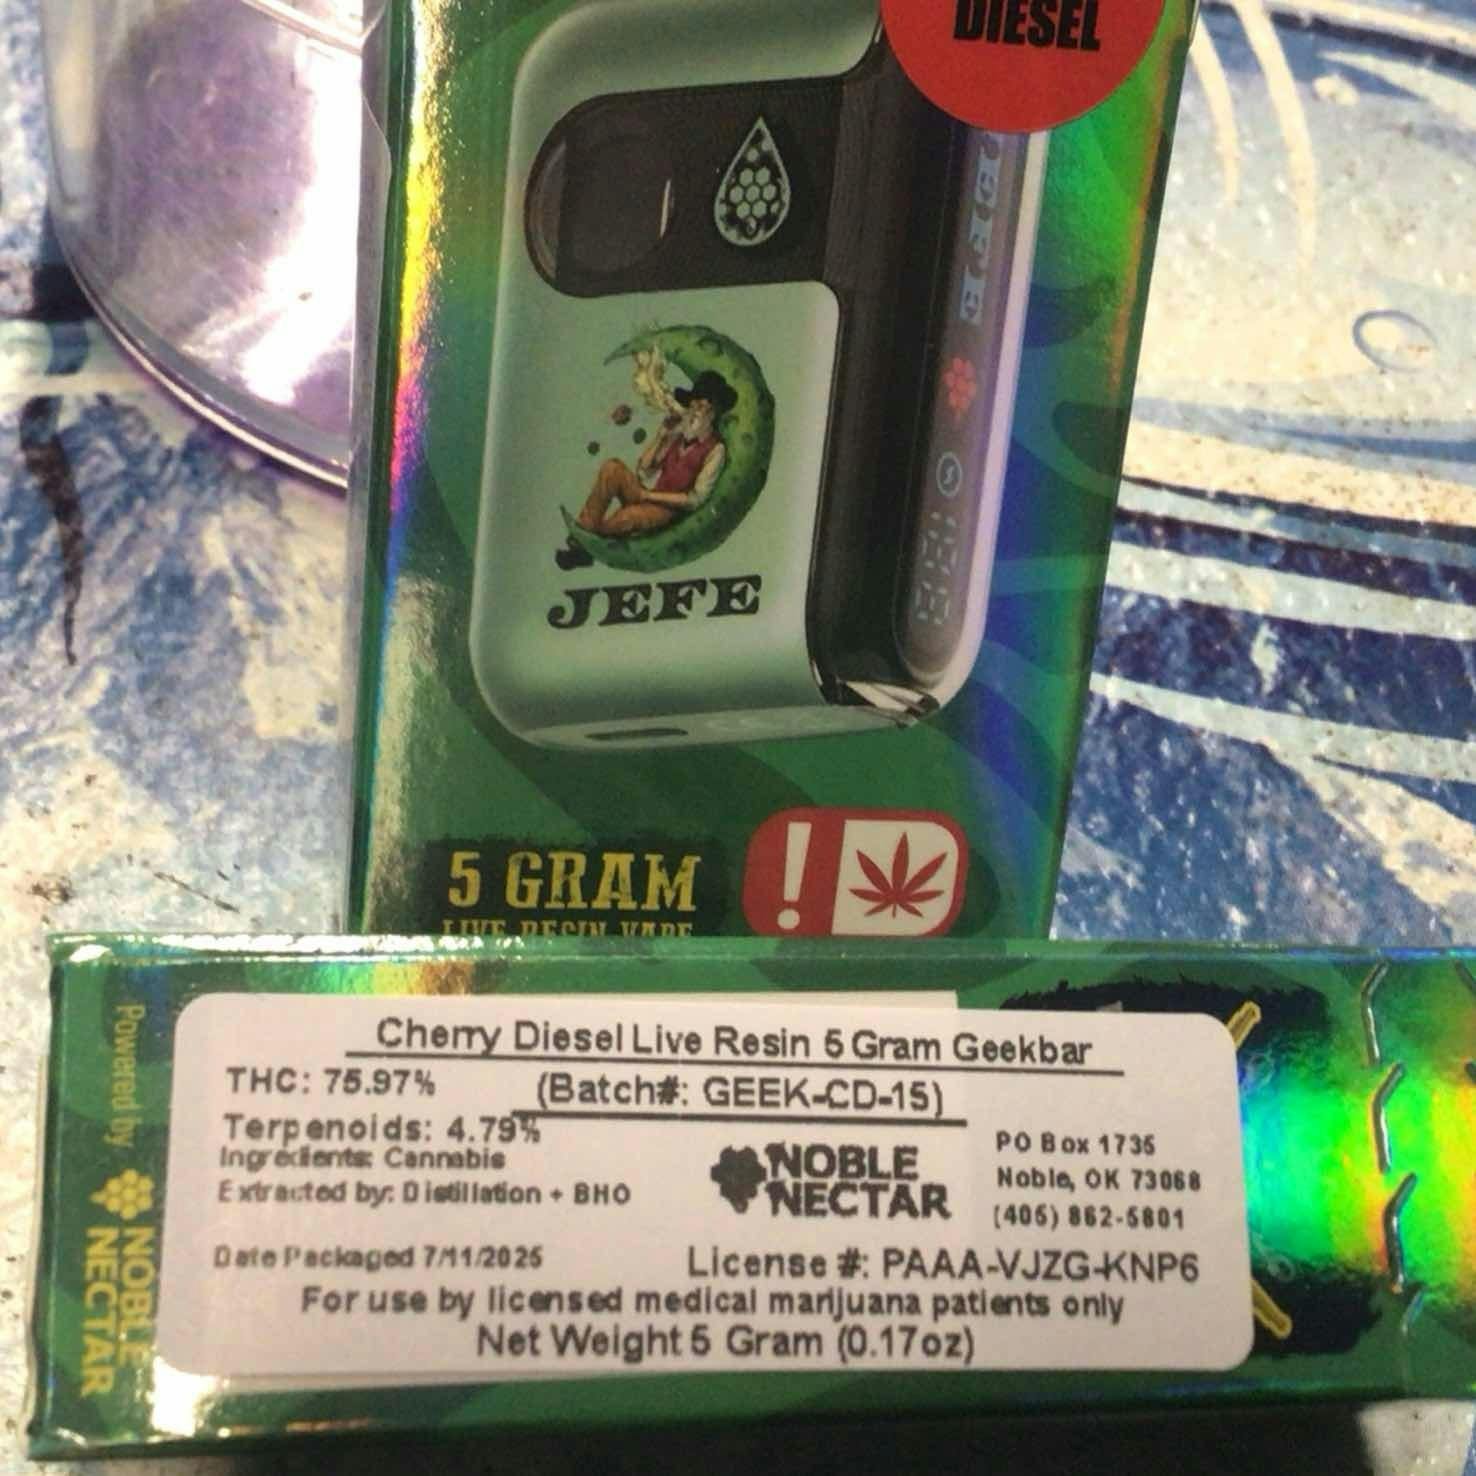 DIESEL
JEFE
5 GRAM
LIVE RESIN VAPE
Powered by
NOBLE
NECTAR
Cherry Diesel Live Resin 5 Gram Geekbar
THC: 75.97%
(Batch#: GEEK-CD-15)
Terpenoids: 4.79%
Ingredients: Cannabis
Extracted by: Distillation + BHO
NOBLE
NECTAR
PO Box 1735
Noble, OK 73068
(405) 862-5801
Date Packaged 7/11/2025
License #: PAAA-VJZG-KNP6
For use by licensed medical marijuana patients only
Net Weight 5 Gram (0.17oz)